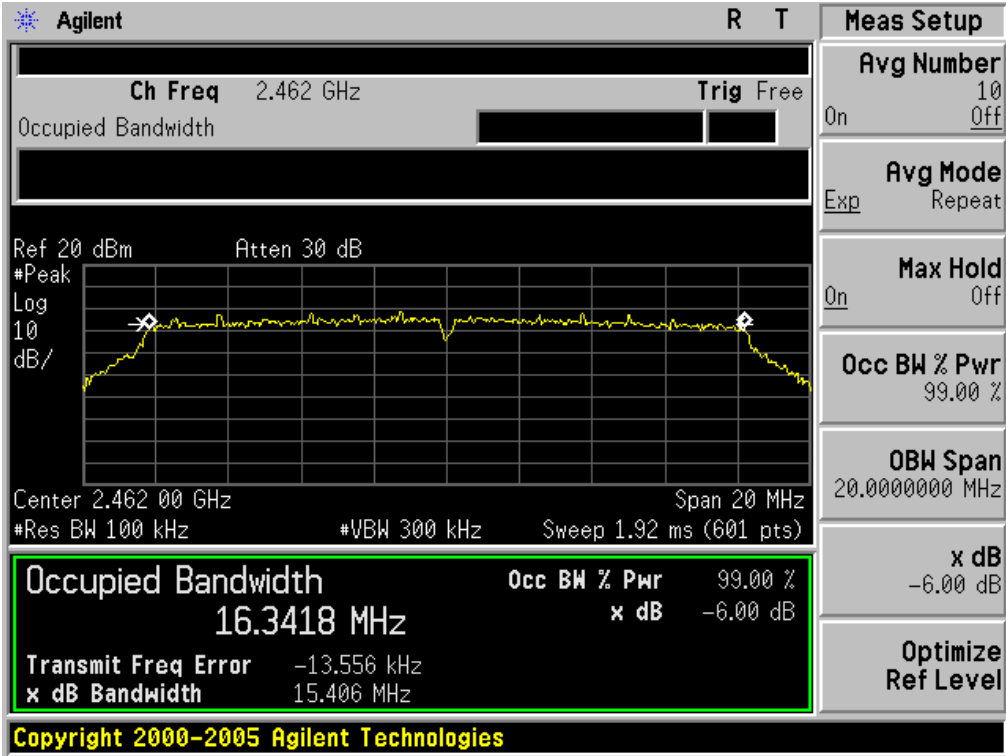 Agilent R T
Ch Freq 2.462 GHz Trig Free
Occupied Bandwidth
Ref 20 dBm Atten 30 dB
#Peak
Log
10
dB/
Center 2.462 00 GHz Span 20 MHz
#Res BW 100 kHz #VBW 300 kHz Sweep 1.92 ms (601 pts)
Occupied Bandwidth Occ BW % Pwr 99.00 %
16.3418 MHz x dB -6.00 dB
Transmit Freq Error -13.556 kHz
x dB Bandwidth 15.406 MHz
Copyright 2000-2005 Agilent Technologies
Meas Setup
Avg Number
10
On Off
Avg Mode
Exp Repeat
Max Hold
On Off
Occ BW % Pwr
99.00 %
OBW Span
20.0000000 MHz
x dB
-6.00 dB
Optimize
Ref Level